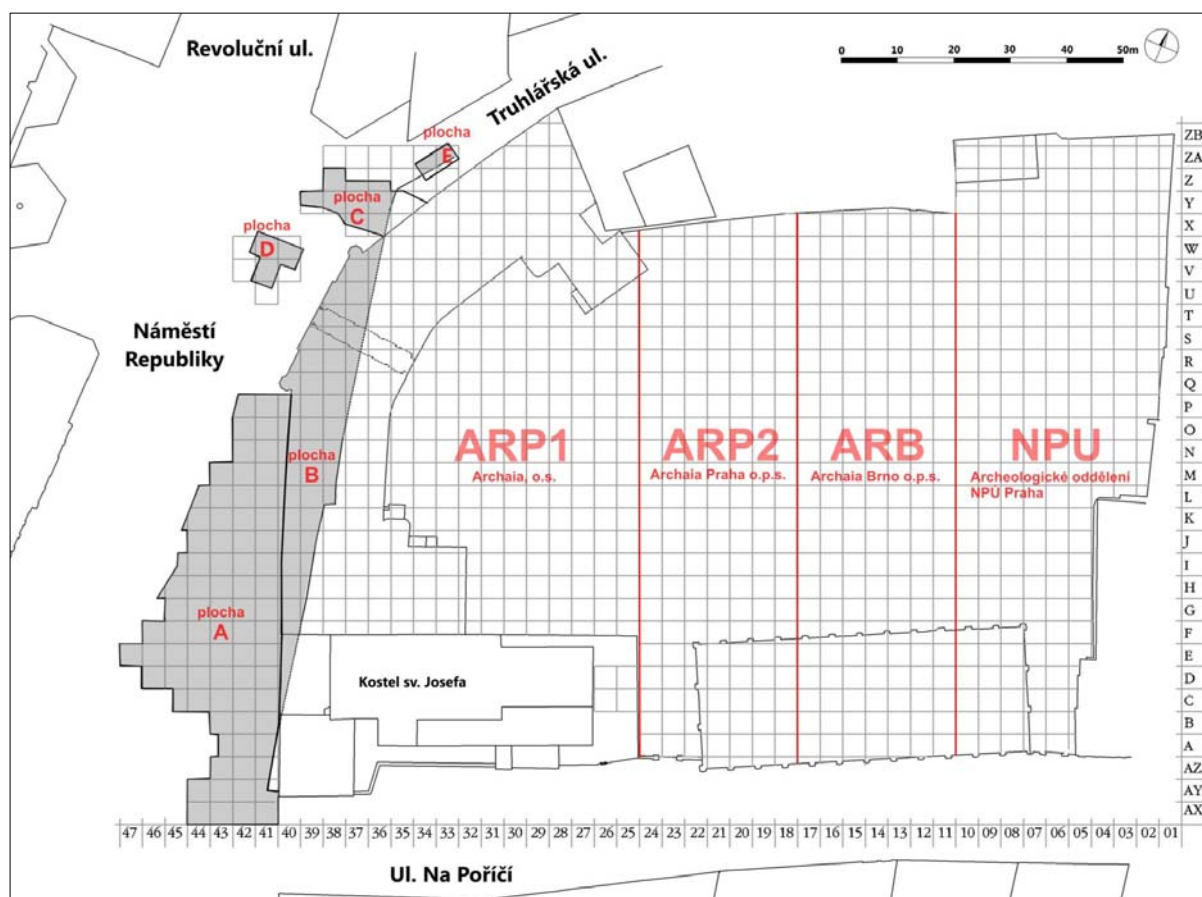 Revoluční ul.
Truhlářská ul.
0 10 20 30 40 50m
plocha
E
plocha
C
plocha
D
Náměstí
Republiky
plocha
B
plocha
A
ARP1
Archaia, o.s.
ARP2
Archaia Praha o.p.s.
ARB
Archaia Brno o.p.s.
NPU
Archeologické oddělení
NPÚ Praha
Kostel sv. Josefa
ZB
ZA
Z
Y
X
W
V
U
T
S
R
Q
P
O
N
M
L
K
J
I
H
G
F
E
D
C
B
A
AZ
AY
AX
47 46 45 44 43 42 41 40 39 38 37 36 35 34 33 32 31 30 29 28 27 26 25 24 23 22 21 20 19 18 17 16 15 14 13 12 11 10 09 08 07 06 05 04 03 02 01
Ul. Na Poříčí